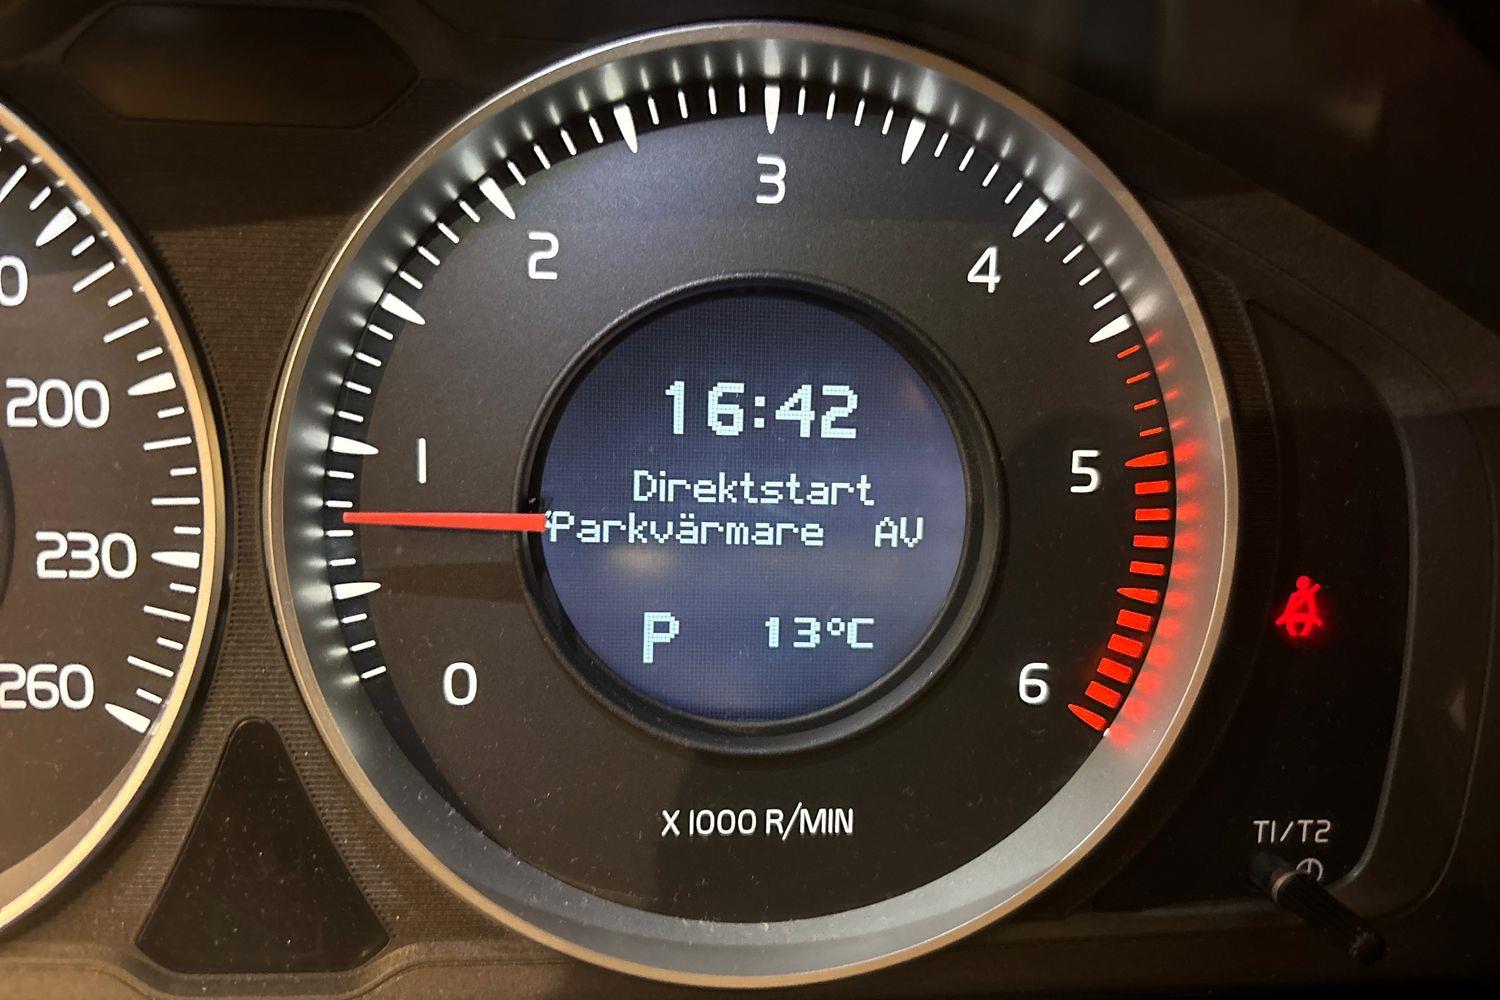 3
2
4
0
16:42
200
1
5
Direktstart
Parkvärmare AV
230
P 13°C
260
0
6
X 1000 R/MIN
T1/T2